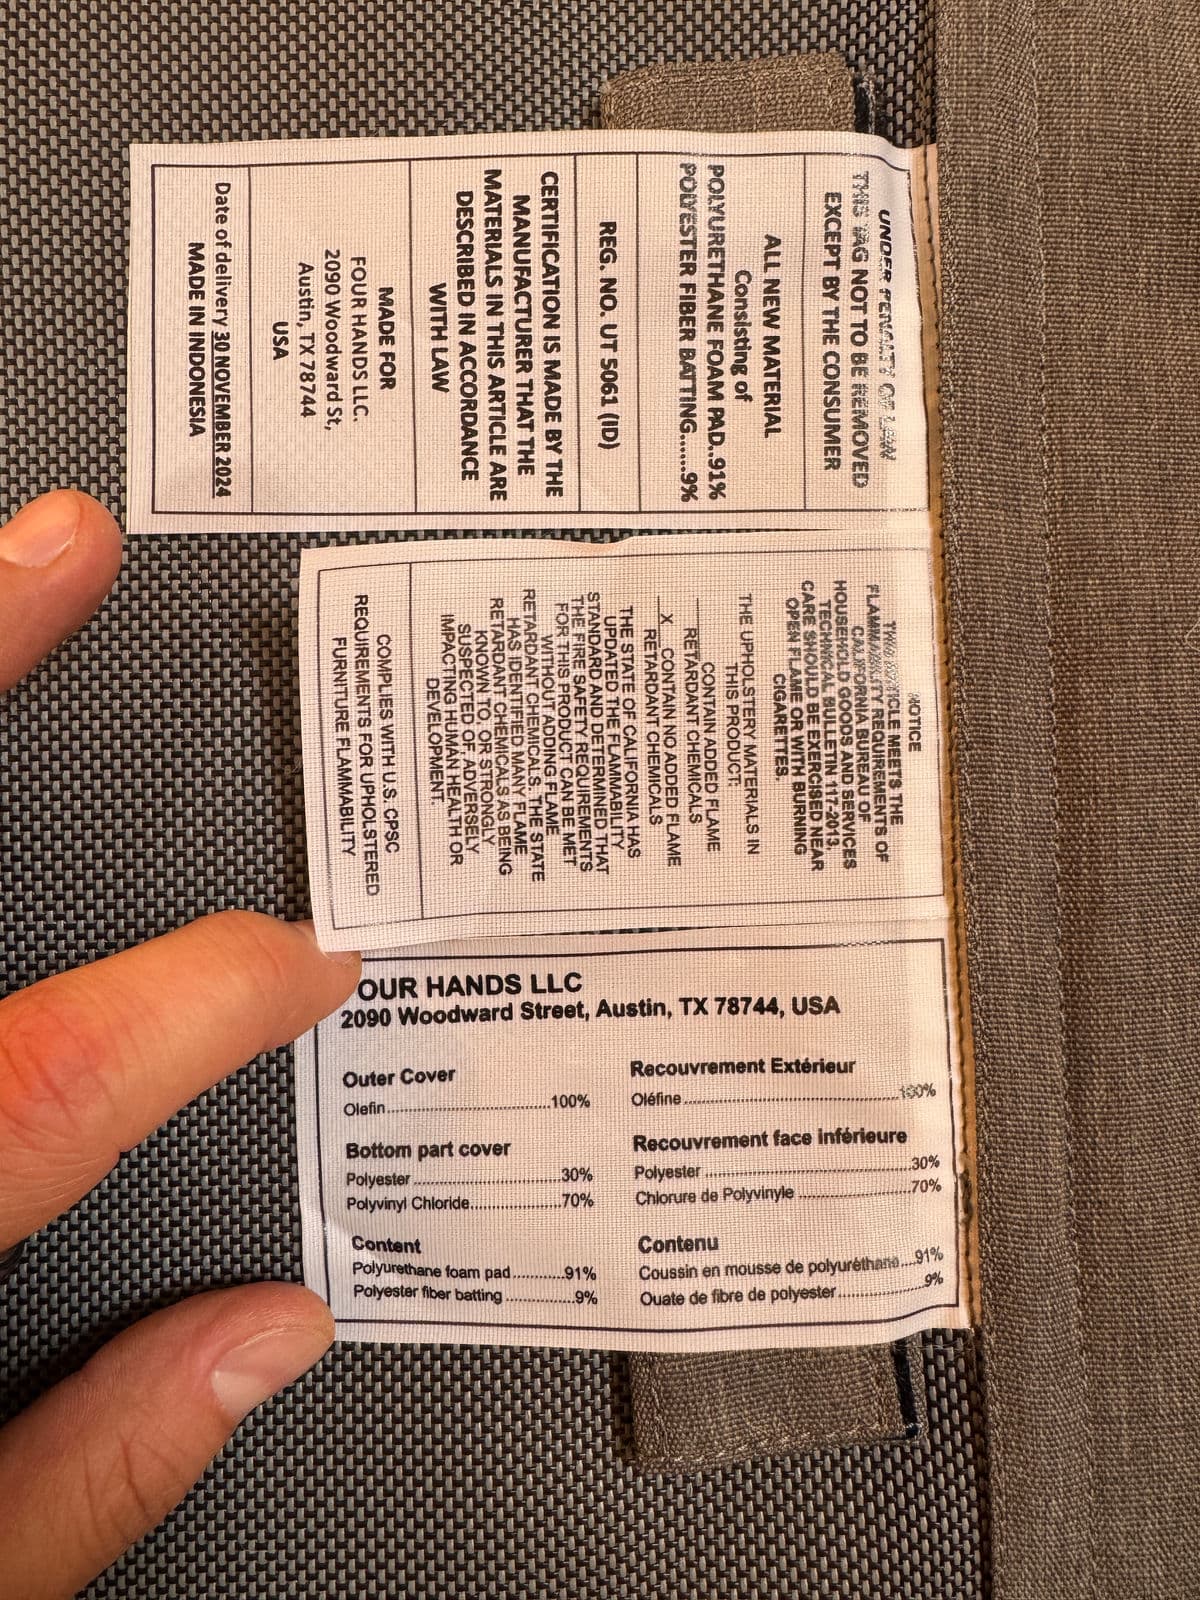 UNDER PENALTY OF LAW
THIS TAG NOT TO BE REMOVED
EXCEPT BY THE CONSUMER
ALL NEW MATERIAL
Consisting of
POLYURETHANE FOAM PAD..91%
POLYESTER FIBER BATTING......9%
REG. NO. UT 5061 (ID)
CERTIFICATION IS MADE BY THE
MANUFACTURER THAT THE
MATERIALS IN THIS ARTICLE ARE
DESCRIBED IN ACCORDANCE
WITH LAW
MADE FOR
FOUR HANDS LLC.
2090 Woodward St,
Austin, TX 78744
USA
Date of delivery 30 NOVEMBER 2024
MADE IN INDONESIA
NOTICE
THIS ARTICLE MEETS THE
FLAMMABILITY REQUIREMENTS OF
CALIFORNIA BUREAU OF
HOUSEHOLD GOODS AND SERVICES
TECHNICAL BULLETIN 117-2013.
CARE SHOULD BE EXERCISED NEAR
OPEN FLAME OR WITH BURNING
CIGARETTES.
THE UPHOLSTERY MATERIALS IN
THIS PRODUCT:
____CONTAIN ADDED FLAME
RETARDANT CHEMICALS
__X__CONTAIN NO ADDED FLAME
RETARDANT CHEMICALS
THE STATE OF CALIFORNIA HAS
UPDATED THE FLAMMABILITY
STANDARD AND DETERMINED THAT
THE FIRE SAFETY REQUIREMENTS
FOR THIS PRODUCT CAN BE MET
WITHOUT ADDING FLAME
RETARDANT CHEMICALS. THE STATE
HAS IDENTIFIED MANY FLAME
RETARDANT CHEMICALS AS BEING
KNOWN TO, OR STRONGLY
SUSPECTED OF, ADVERSELY
IMPACTING HUMAN HEALTH OR
DEVELOPMENT.
COMPLIES WITH U.S. CPSC
REQUIREMENTS FOR UPHOLSTERED
FURNITURE FLAMMABILITY
OUR HANDS LLC
2090 Woodward Street, Austin, TX 78744, USA
Outer Cover
Olefin..............................100%
Bottom part cover
Polyester..........................30%
Polyvinyl Chloride................70%
Content
Polyurethane foam pad............91%
Polyester fiber batting..............9%
Recouvrement Extérieur
Oléfine..............................100%
Recouvrement face inférieure
Polyester..........................30%
Chlorure de Polyvinyle............70%
Contenu
Coussin en mousse de polyuréthane....91%
Ouate de fibre de polyester..............9%